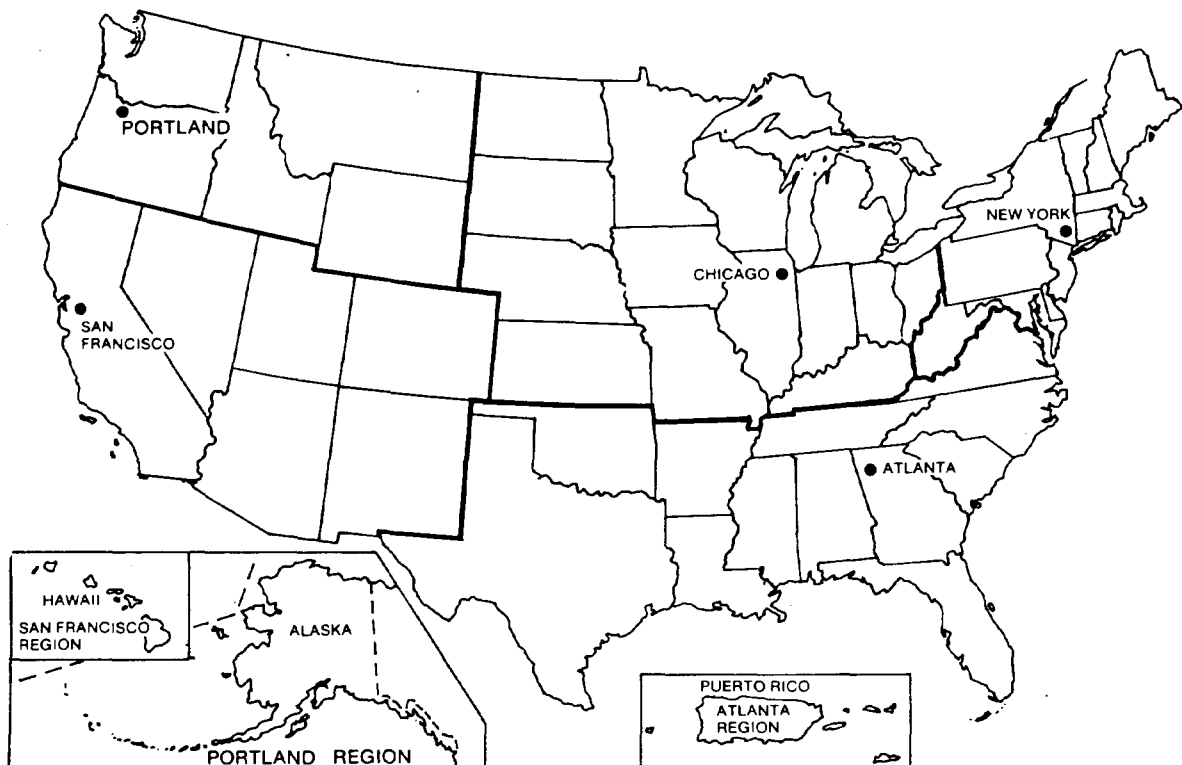 PORTLAND
NEW YORK
CHICAGO
SAN
FRANCISCO
ATLANTA
HAWAII
SAN FRANCISCO
REGION
ALASKA
PORTLAND REGION
PUERTO RICO
ATLANTA
REGION